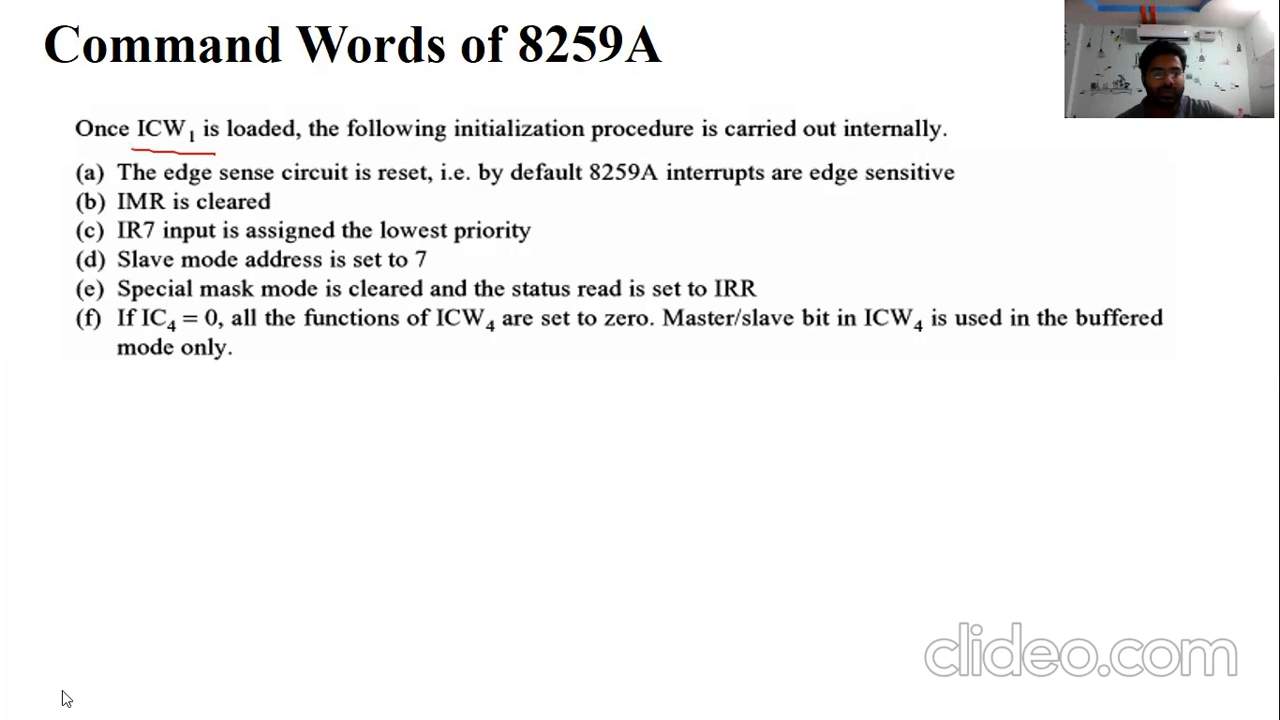 Command Words of 8259A
Once ICW₁ is loaded, the following initialization procedure is carried out internally.
(a) The edge sense circuit is reset, i.e. by default 8259A interrupts are edge sensitive
(b) IMR is cleared
(c) IR7 input is assigned the lowest priority
(d) Slave mode address is set to 7
(e) Special mask mode is cleared and the status read is set to IRR
(f) If IC₄ = 0, all the functions of ICW₄ are set to zero. Master/slave bit in ICW₄ is used in the buffered
mode only.
clideo.com